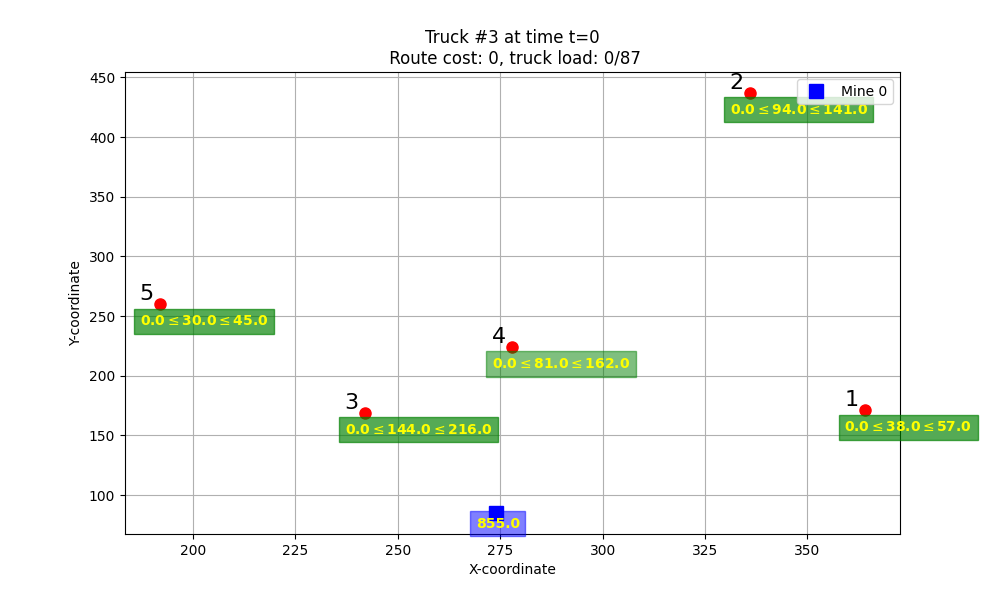 Truck #3 at time t=0
Route cost: 0, truck load: 0/87
450
400
350
300
250
200
150
100
Y-coordinate
2
Mine 0
0.0 ≤ 94.0 ≤ 141.0
5
0.0 ≤ 30.0 ≤ 45.0
4
0.0 ≤ 81.0 ≤ 162.0
3
0.0 ≤ 144.0 ≤ 216.0
1
0.0 ≤ 38.0 ≤ 57.0
855.0
200
225
250
275
300
325
350
X-coordinate